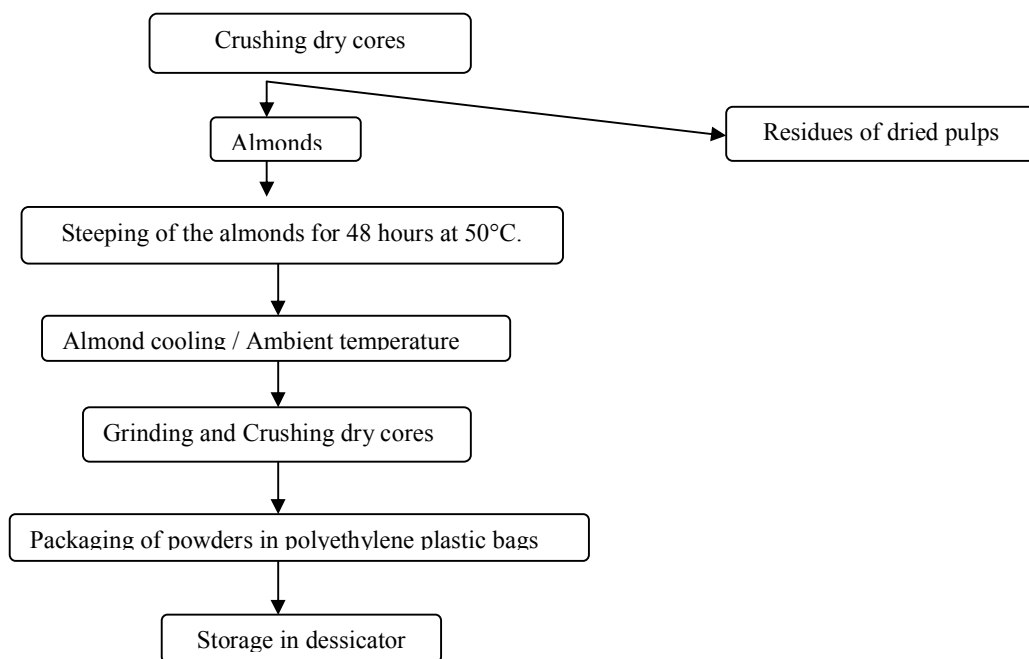 Crushing dry cores
Almonds
Residues of dried pulps
Steeping of the almonds for 48 hours at 50°C.
Almond cooling / Ambient temperature
Grinding and Crushing dry cores
Packaging of powders in polyethylene plastic bags
Storage in dessicator